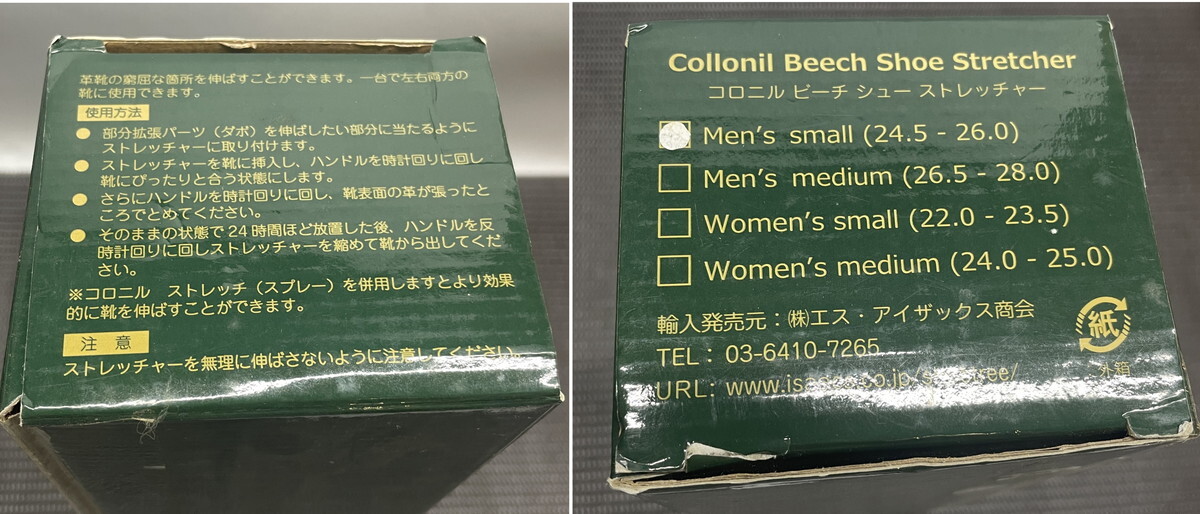 革靴の窮屈な箇所を伸ばすことができます。一台で左右両方の
靴に使用できます。
使用方法
● 部分拡張パーツ（ダボ）を伸ばしたい部分に当たるように
ストレッチャーに取り付けます。
● ストレッチャーを靴に挿入し、ハンドルを時計回りに回し
靴にぴったりと合う状態にします。
● さらにハンドルを時計回りに回し、靴表面の革が張ったと
ころでとめてください。
● そのままの状態で24時間ほど放置した後、ハンドルを反
時計回りに回しストレッチャーを縮めて靴から出してくだ
さい。
※コロニル ストレッチ（スプレー）を併用しますとより効果
的に靴を伸ばすことができます。
注 意
ストレッチャーを無理に伸ばさないように注意してください。
Collonil Beech Shoe Stretcher
コロニル ビーチ シュー ストレッチャー
Men's small (24.5 - 26.0)
Men's medium (26.5 - 28.0)
Women's small (22.0 - 23.5)
Women's medium (24.0 - 25.0)
輸入発売元：㈱エス・アイザックス商会
TEL： 03-6410-7265
URL：
紙
外箱